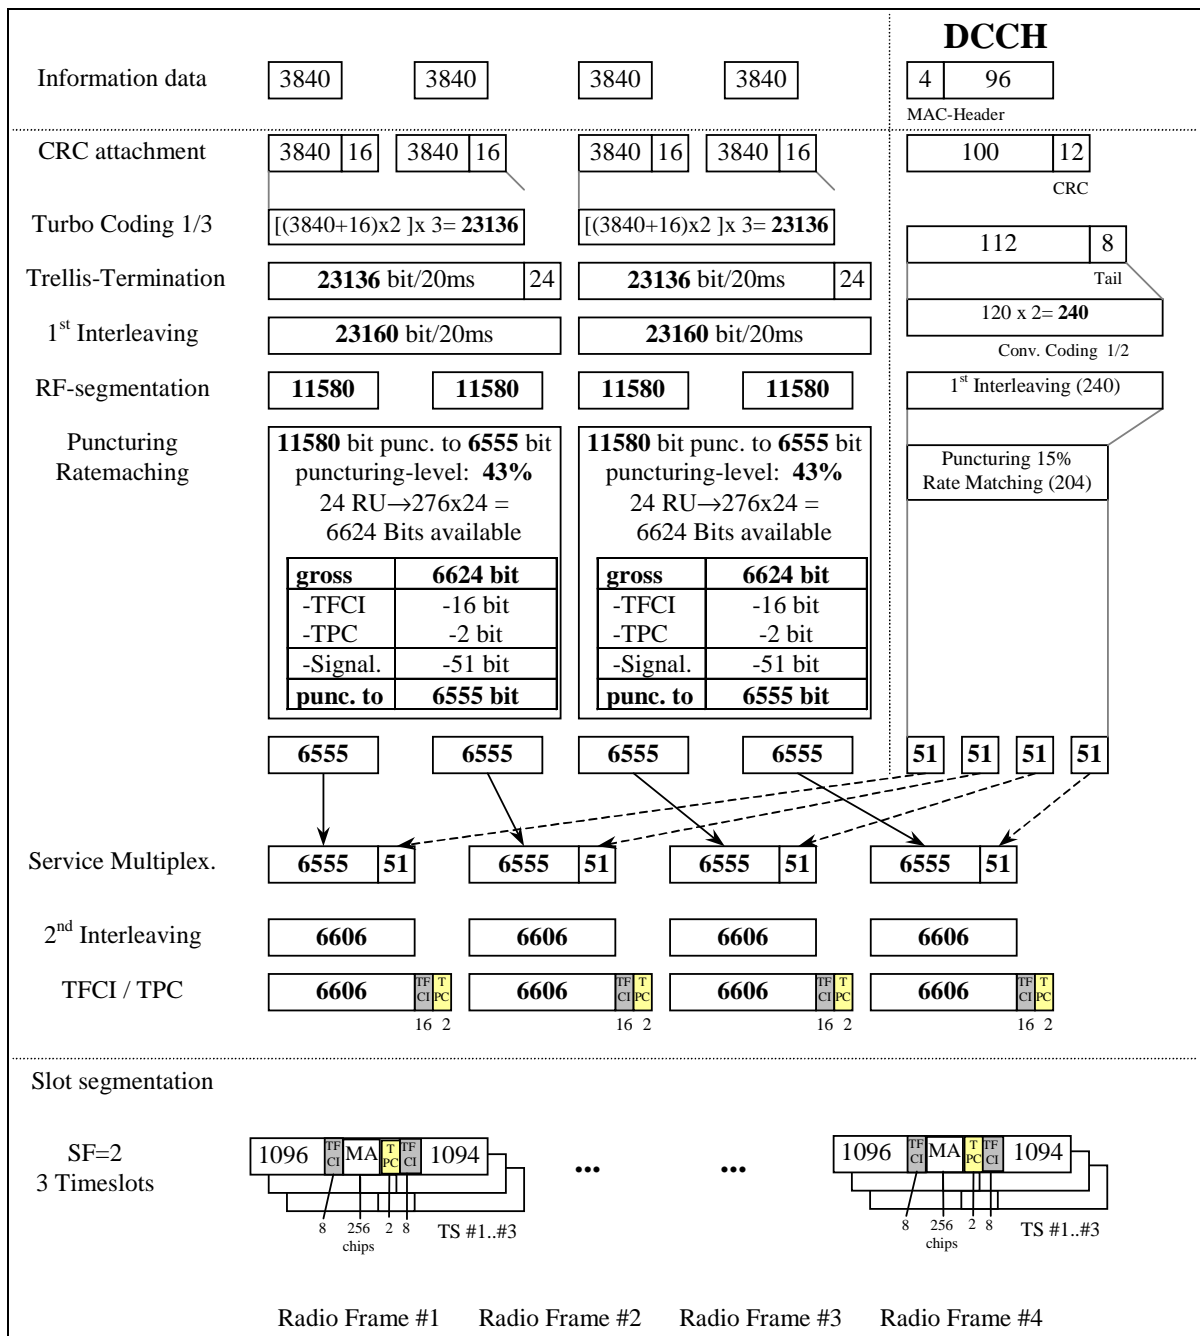 DCCH
Information data 3840 3840 3840 3840 4 96
MAC-Header
CRC attachment 3840 16 3840 16 3840 16 3840 16 100 12
CRC
Turbo Coding 1/3 [(3840+16)x2 ]x 3= 23136 [(3840+16)x2 ]x 3= 23136
112 8
Trellis-Termination 23136 bit/20ms 24 23136 bit/20ms 24
Tail
120 x 2= 240
1st Interleaving 23160 bit/20ms 23160 bit/20ms
Conv. Coding 1/2
RF-segmentation 11580 11580 11580 11580 1st Interleaving (240)
Puncturing
Ratemaching
11580 bit punc. to 6555 bit
puncturing-level: 43%
24 RU→276x24 =
6624 Bits available
gross 6624 bit
-TFCI -16 bit
-TPC -2 bit
-Signal. -51 bit
punc. to 6555 bit
11580 bit punc. to 6555 bit
puncturing-level: 43%
24 RU→276x24 =
6624 Bits available
gross 6624 bit
-TFCI -16 bit
-TPC -2 bit
-Signal. -51 bit
punc. to 6555 bit
Puncturing 15%
Rate Matching (204)
6555 6555 6555 6555 51 51 51 51
Service Multiplex. 6555 51 6555 51 6555 51 6555 51
2nd Interleaving 6606 6606 6606 6606
TFCI / TPC 6606 TF CI T PC 6606 TF CI T PC 6606 TF CI T PC 6606 TF CI T PC
16 2 16 2 16 2 16 2
Slot segmentation
SF=2
3 Timeslots
1096 TF CI MA T PC TF CI 1094 ... ... 1096 TF CI MA T PC TF CI 1094
8 256 2 8 TS #1..#3 8 256 2 8 TS #1..#3
chips chips
Radio Frame #1 Radio Frame #2 Radio Frame #3 Radio Frame #4